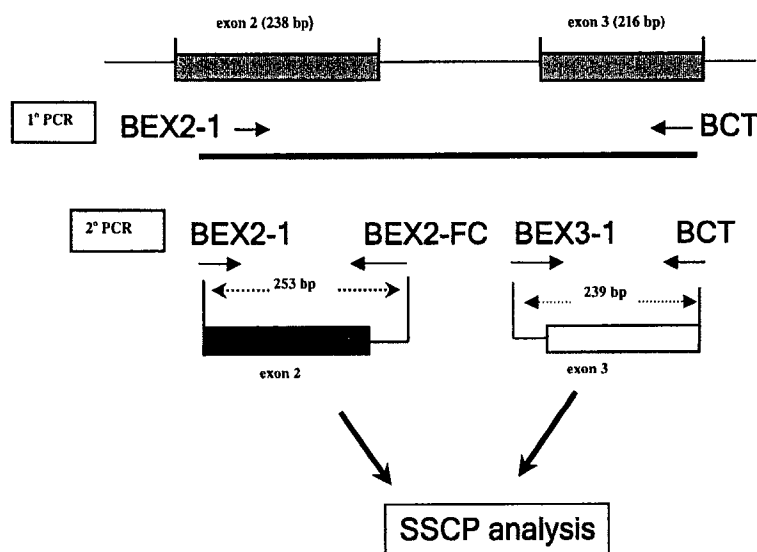 exon 2 (238 bp) exon 3 (216 bp)
1° PCR
BEX2-1 BCT
2° PCR
BEX2-1 BEX2-FC BEX3-1 BCT
253 bp 239 bp
exon 2 exon 3
SSCP analysis